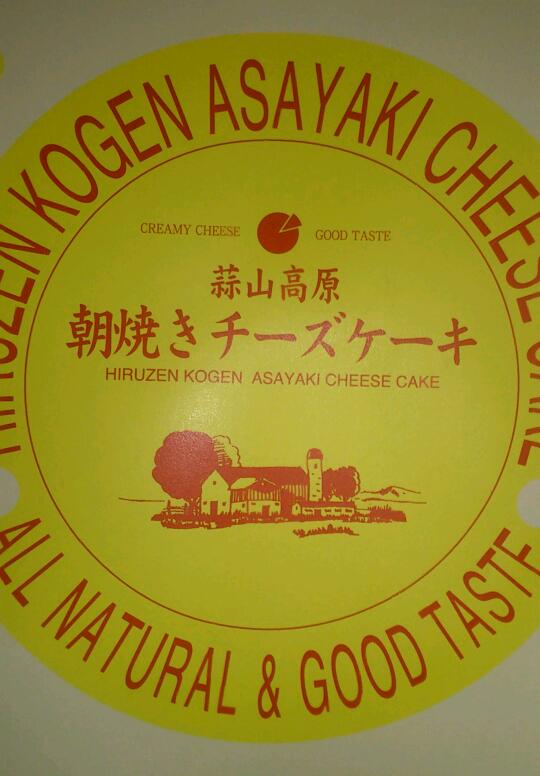 HIRUZEN KOGEN ASAYAKI CHEESE CAKE
CREAMY CHEESE GOOD TASTE
蒜山高原
朝焼きチーズケーキ
HIRUZEN KOGEN ASAYAKI CHEESE CAKE
ALL NATURAL & GOOD TASTE